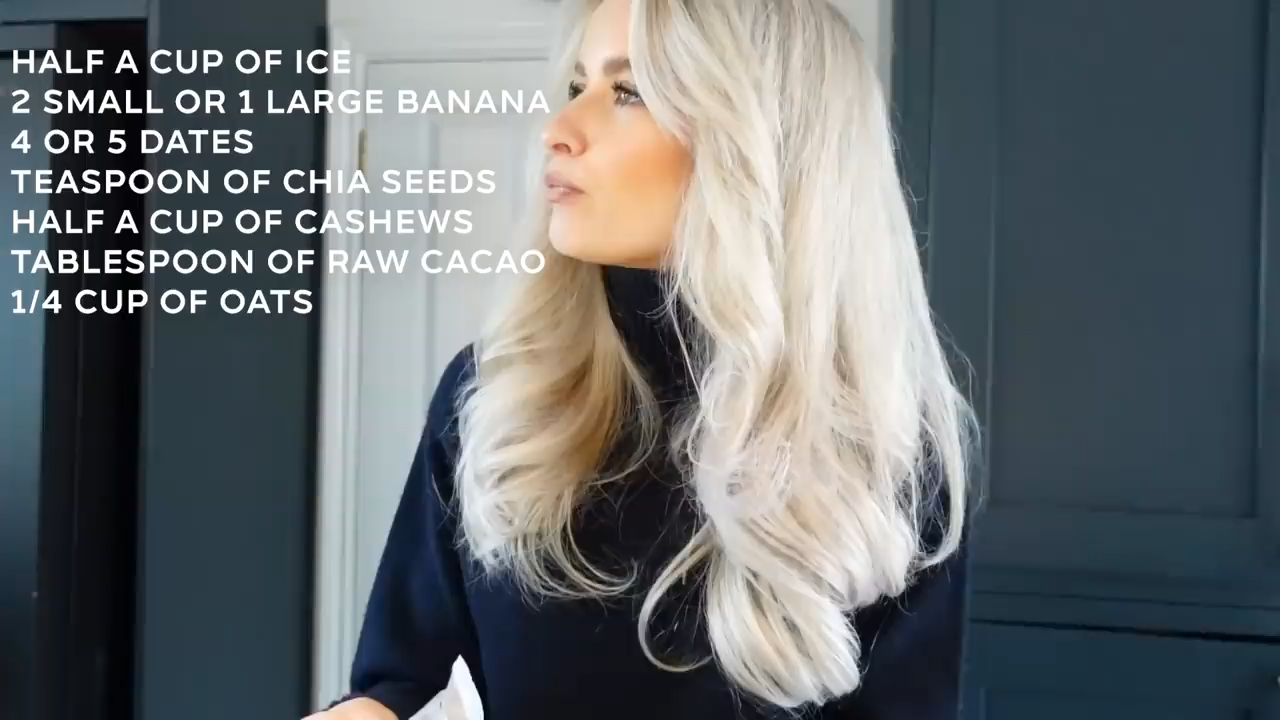 HALF A CUP OF ICE
2 SMALL OR 1 LARGE BANANA
4 OR 5 DATES
TEASPOON OF CHIA SEEDS
HALF A CUP OF CASHEWS
TABLESPOON OF RAW CACAO
1/4 CUP OF OATS